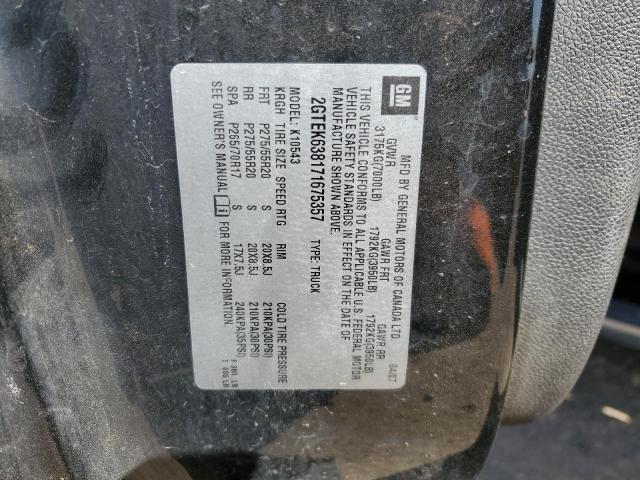 GM
MFD BY GENERAL MOTORS OF CANADA LTD 04/07
GVWR GAWR FRT GAWR RR
3175KG(7000LB) 1792KG(3950LB) 1792KG(3950LB)
THIS VEHICLE CONFORMS TO ALL APPLICABLE U.S. FEDERAL MOTOR
VEHICLE SAFETY STANDARDS IN EFFECT ON THE DATE OF
MANUFACTURE SHOWN ABOVE.
2GTEK638171675357 TYPE: TRUCK
MODEL: K10543
KRGH TIRE SIZE SPEED RTG RIM COLD TIRE PRESSURE
FRT P275/55R20 S 20X8.5J 210KPA(30PSI)
RR P275/55R20 S 20X8.5J 210KPA(30PSI)
SPA P265/70R17 S 17X7.5J 240KPA(35PSI)
SEE OWNER'S MANUAL i FOR MORE INFORMATION.